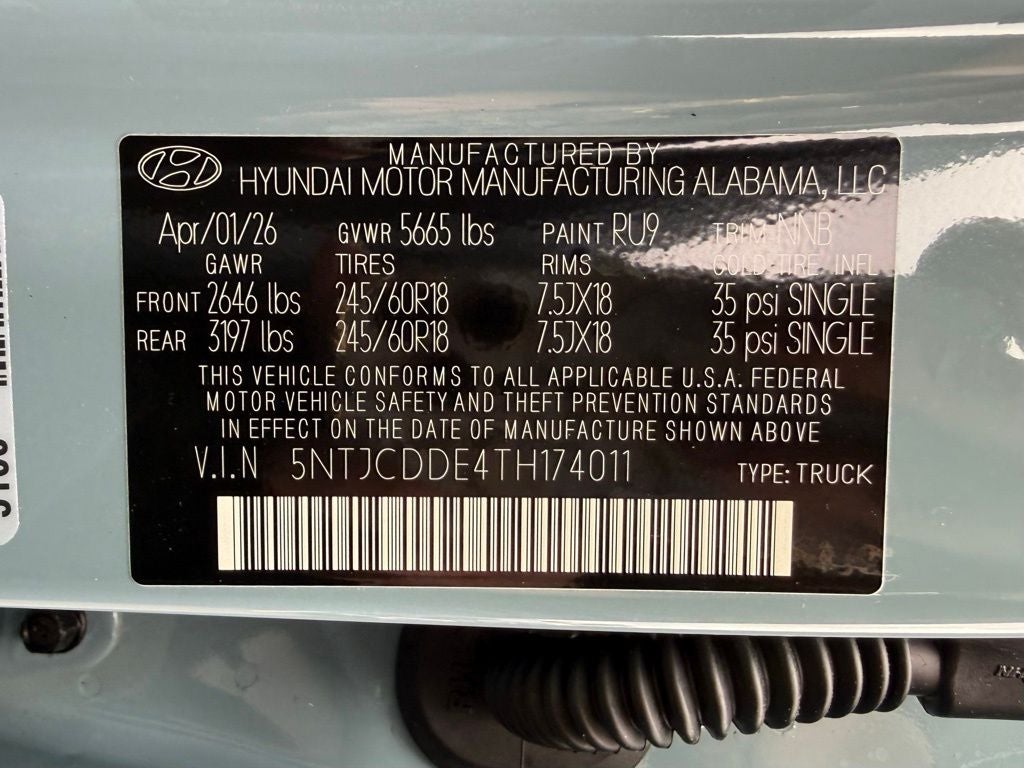 MANUFACTURED BY
HYUNDAI MOTOR MANUFACTURING ALABAMA, LLC
Apr/01/26 GVWR 5665 lbs PAINT RU9 TRIM NNB
GAWR TIRES RIMS COLD TIRE INFL
FRONT 2646 lbs 245/60R18 7.5JX18 35 psi SINGLE
REAR 3197 lbs 245/60R18 7.5JX18 35 psi SINGLE
THIS VEHICLE CONFORMS TO ALL APPLICABLE U.S.A. FEDERAL
MOTOR VEHICLE SAFETY AND THEFT PREVENTION STANDARDS
IN EFFECT ON THE DATE OF MANUFACTURE SHOWN ABOVE
V.I.N 5NTJCDDE4TH174011 TYPE: TRUCK